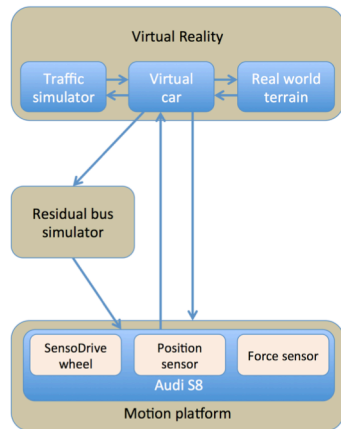 Virtual Reality
Traffic simulator
Virtual car
Real world terrain
Residual bus simulator
SensoDrive wheel
Position sensor
Force sensor
Audi S8
Motion platform